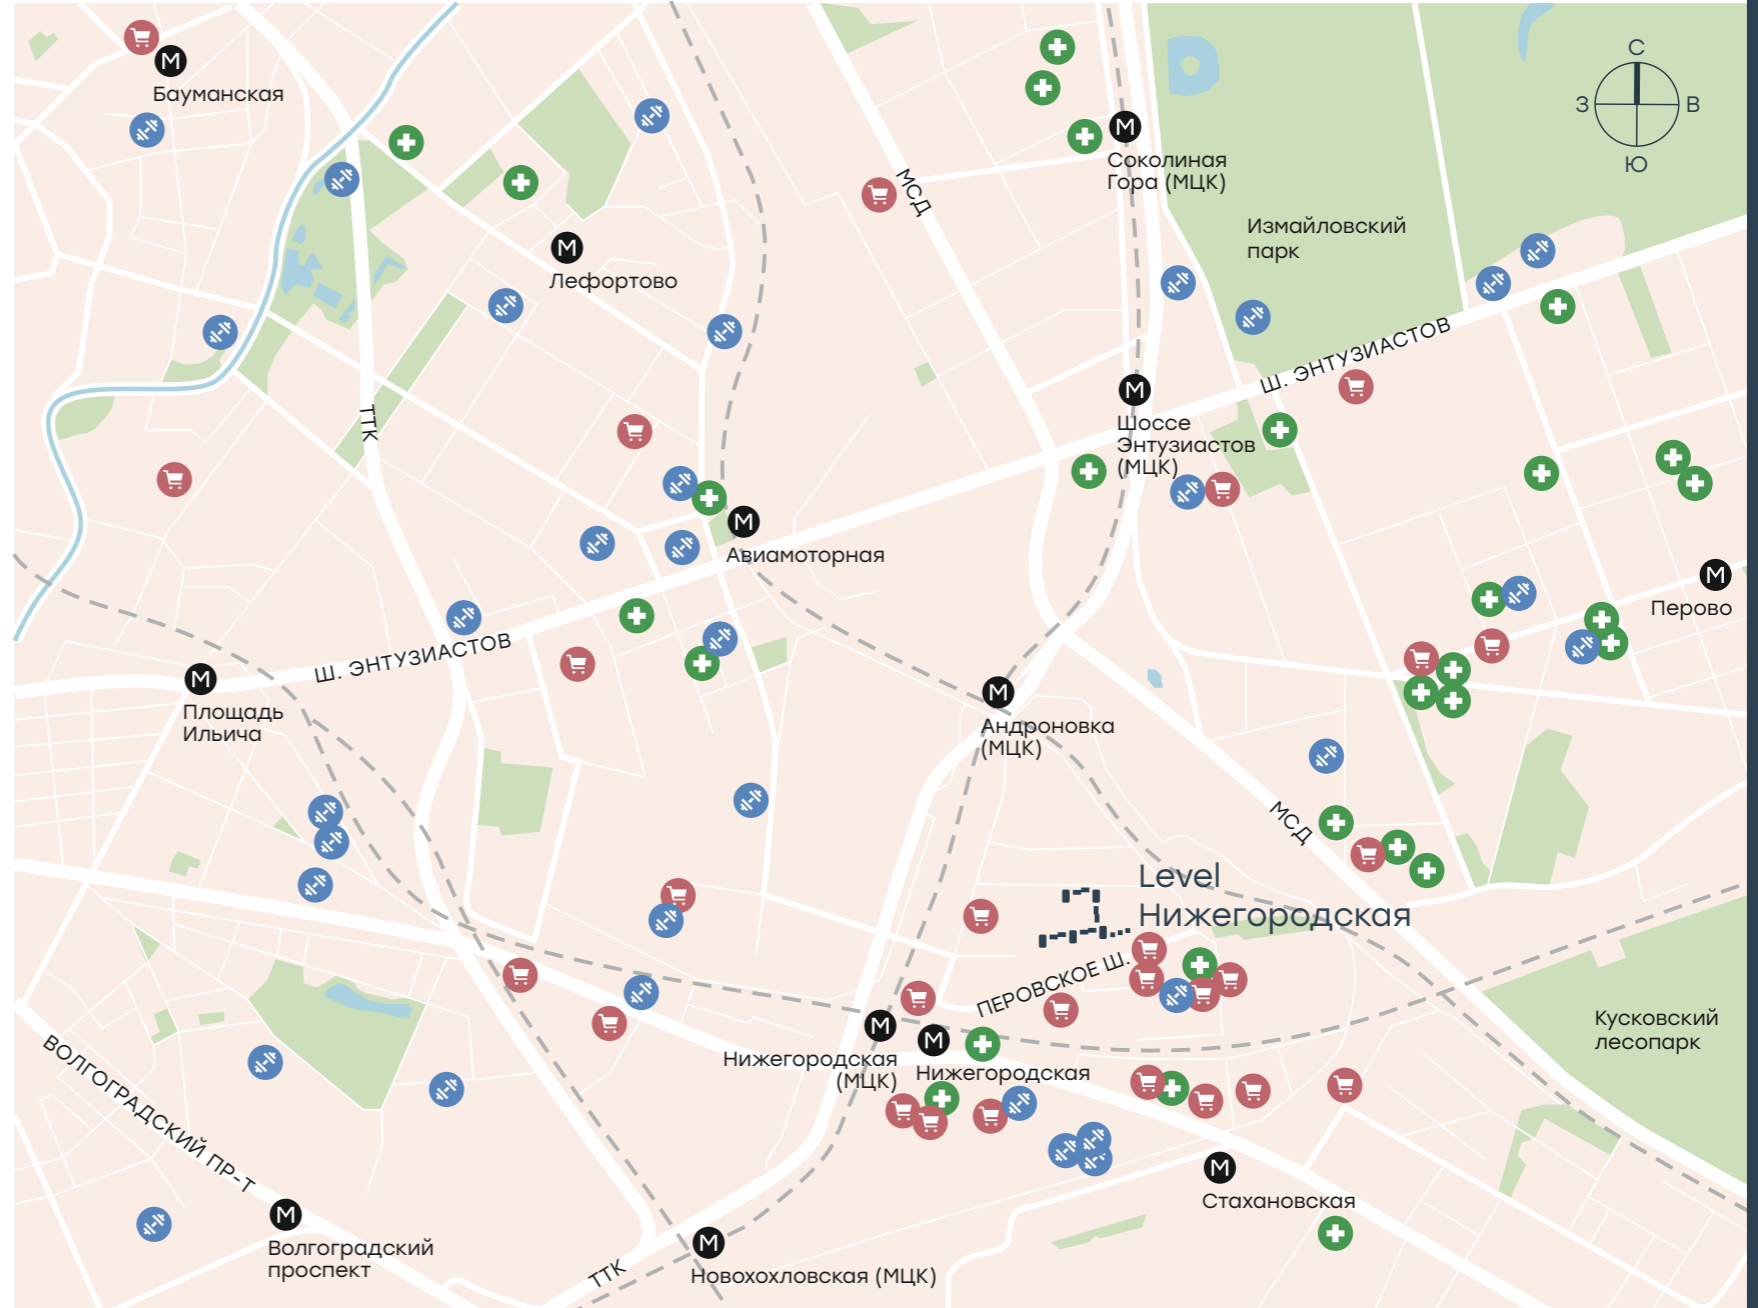 М
Бауманская
С
З
В
Ю
М
Соколиная
Гора (МЦК)
МСД
Измайловский
парк
М
Лефортово
Ш. ЭНТУЗИАСТОВ
М
Шоссе
Энтузиастов
(МЦК)
ТТК
М
Авиамоторная
М
Перово
Ш. ЭНТУЗИАСТОВ
М
Площадь
Ильича
М
Андроновка
(МЦК)
МСД
Level
Нижегородская
ПЕРОВСКОЕ Ш.
М
Нижегородская
(МЦК)
М
Нижегородская
Кусковский
лесопарк
ВОЛГОГРАДСКИЙ ПР-Т
М
Стахановская
М
Волгоградский
проспект
ТТК
М
Новохохловская (МЦК)